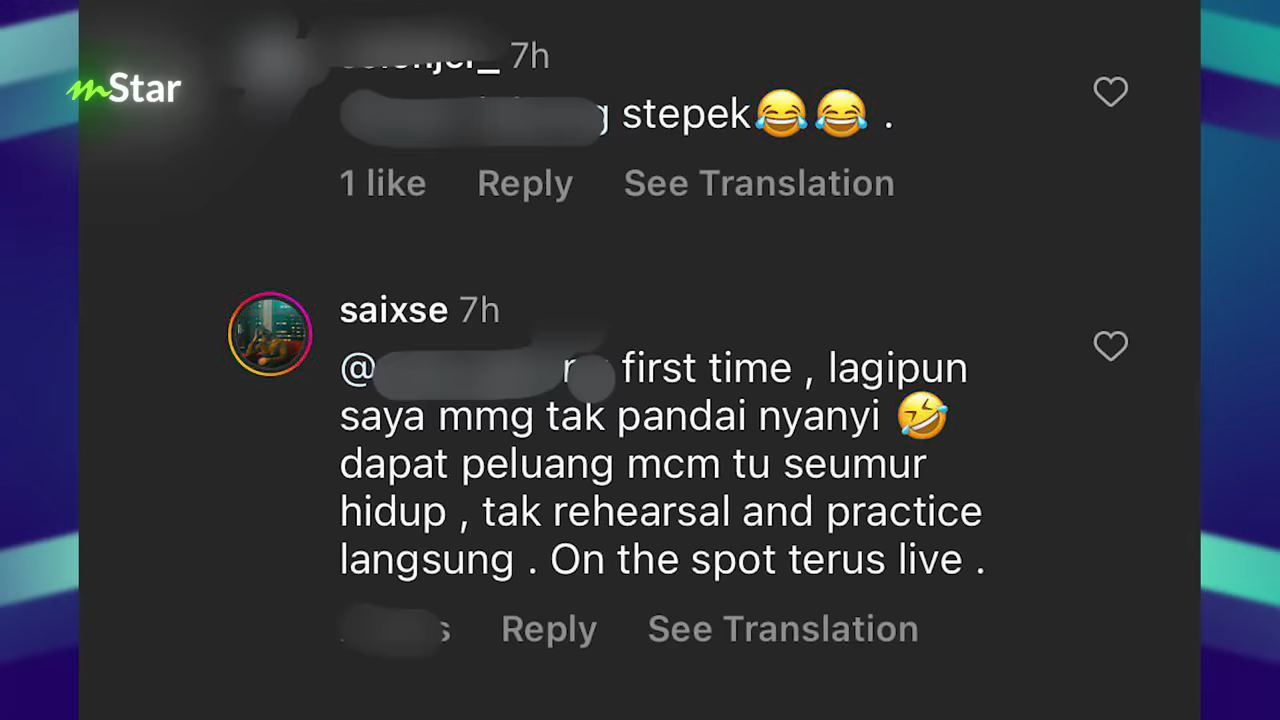 mStar
7h
stepek😂😂 .
1 like Reply See Translation
saixse 7h
@ first time , lagipun
saya mmg tak pandai nyanyi 🤣
dapat peluang mcm tu seumur
hidup , tak rehearsal and practice
langsung . On the spot terus live .
Reply See Translation